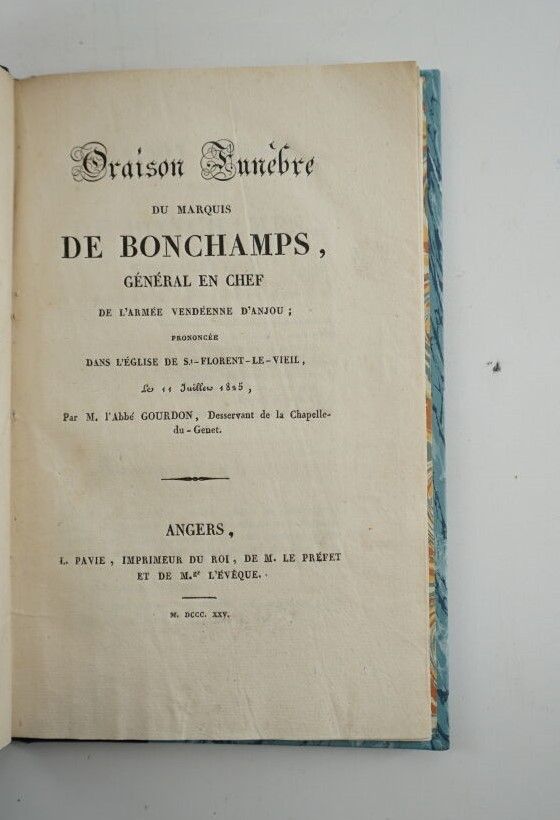 Oraison Funèbre
DU MARQUIS
DE BONCHAMPS,
GÉNÉRAL EN CHEF
DE L'ARMÉE VENDÉENNE D'ANJOU;
PRONONCÉE
DANS L'ÉGLISE DE St-FLORENT-LE-VIEIL,
Le 11 Juillet 1825,
Par M. l'Abbé GOURDON, Desservant de la Chapelle-
du-Genet.
ANGERS,
L. PAVIE, IMPRIMEUR DU ROI, DE M. LE PRÉFET
ET DE M.gr L'ÉVÊQUE.
M. DCCC. XXV.